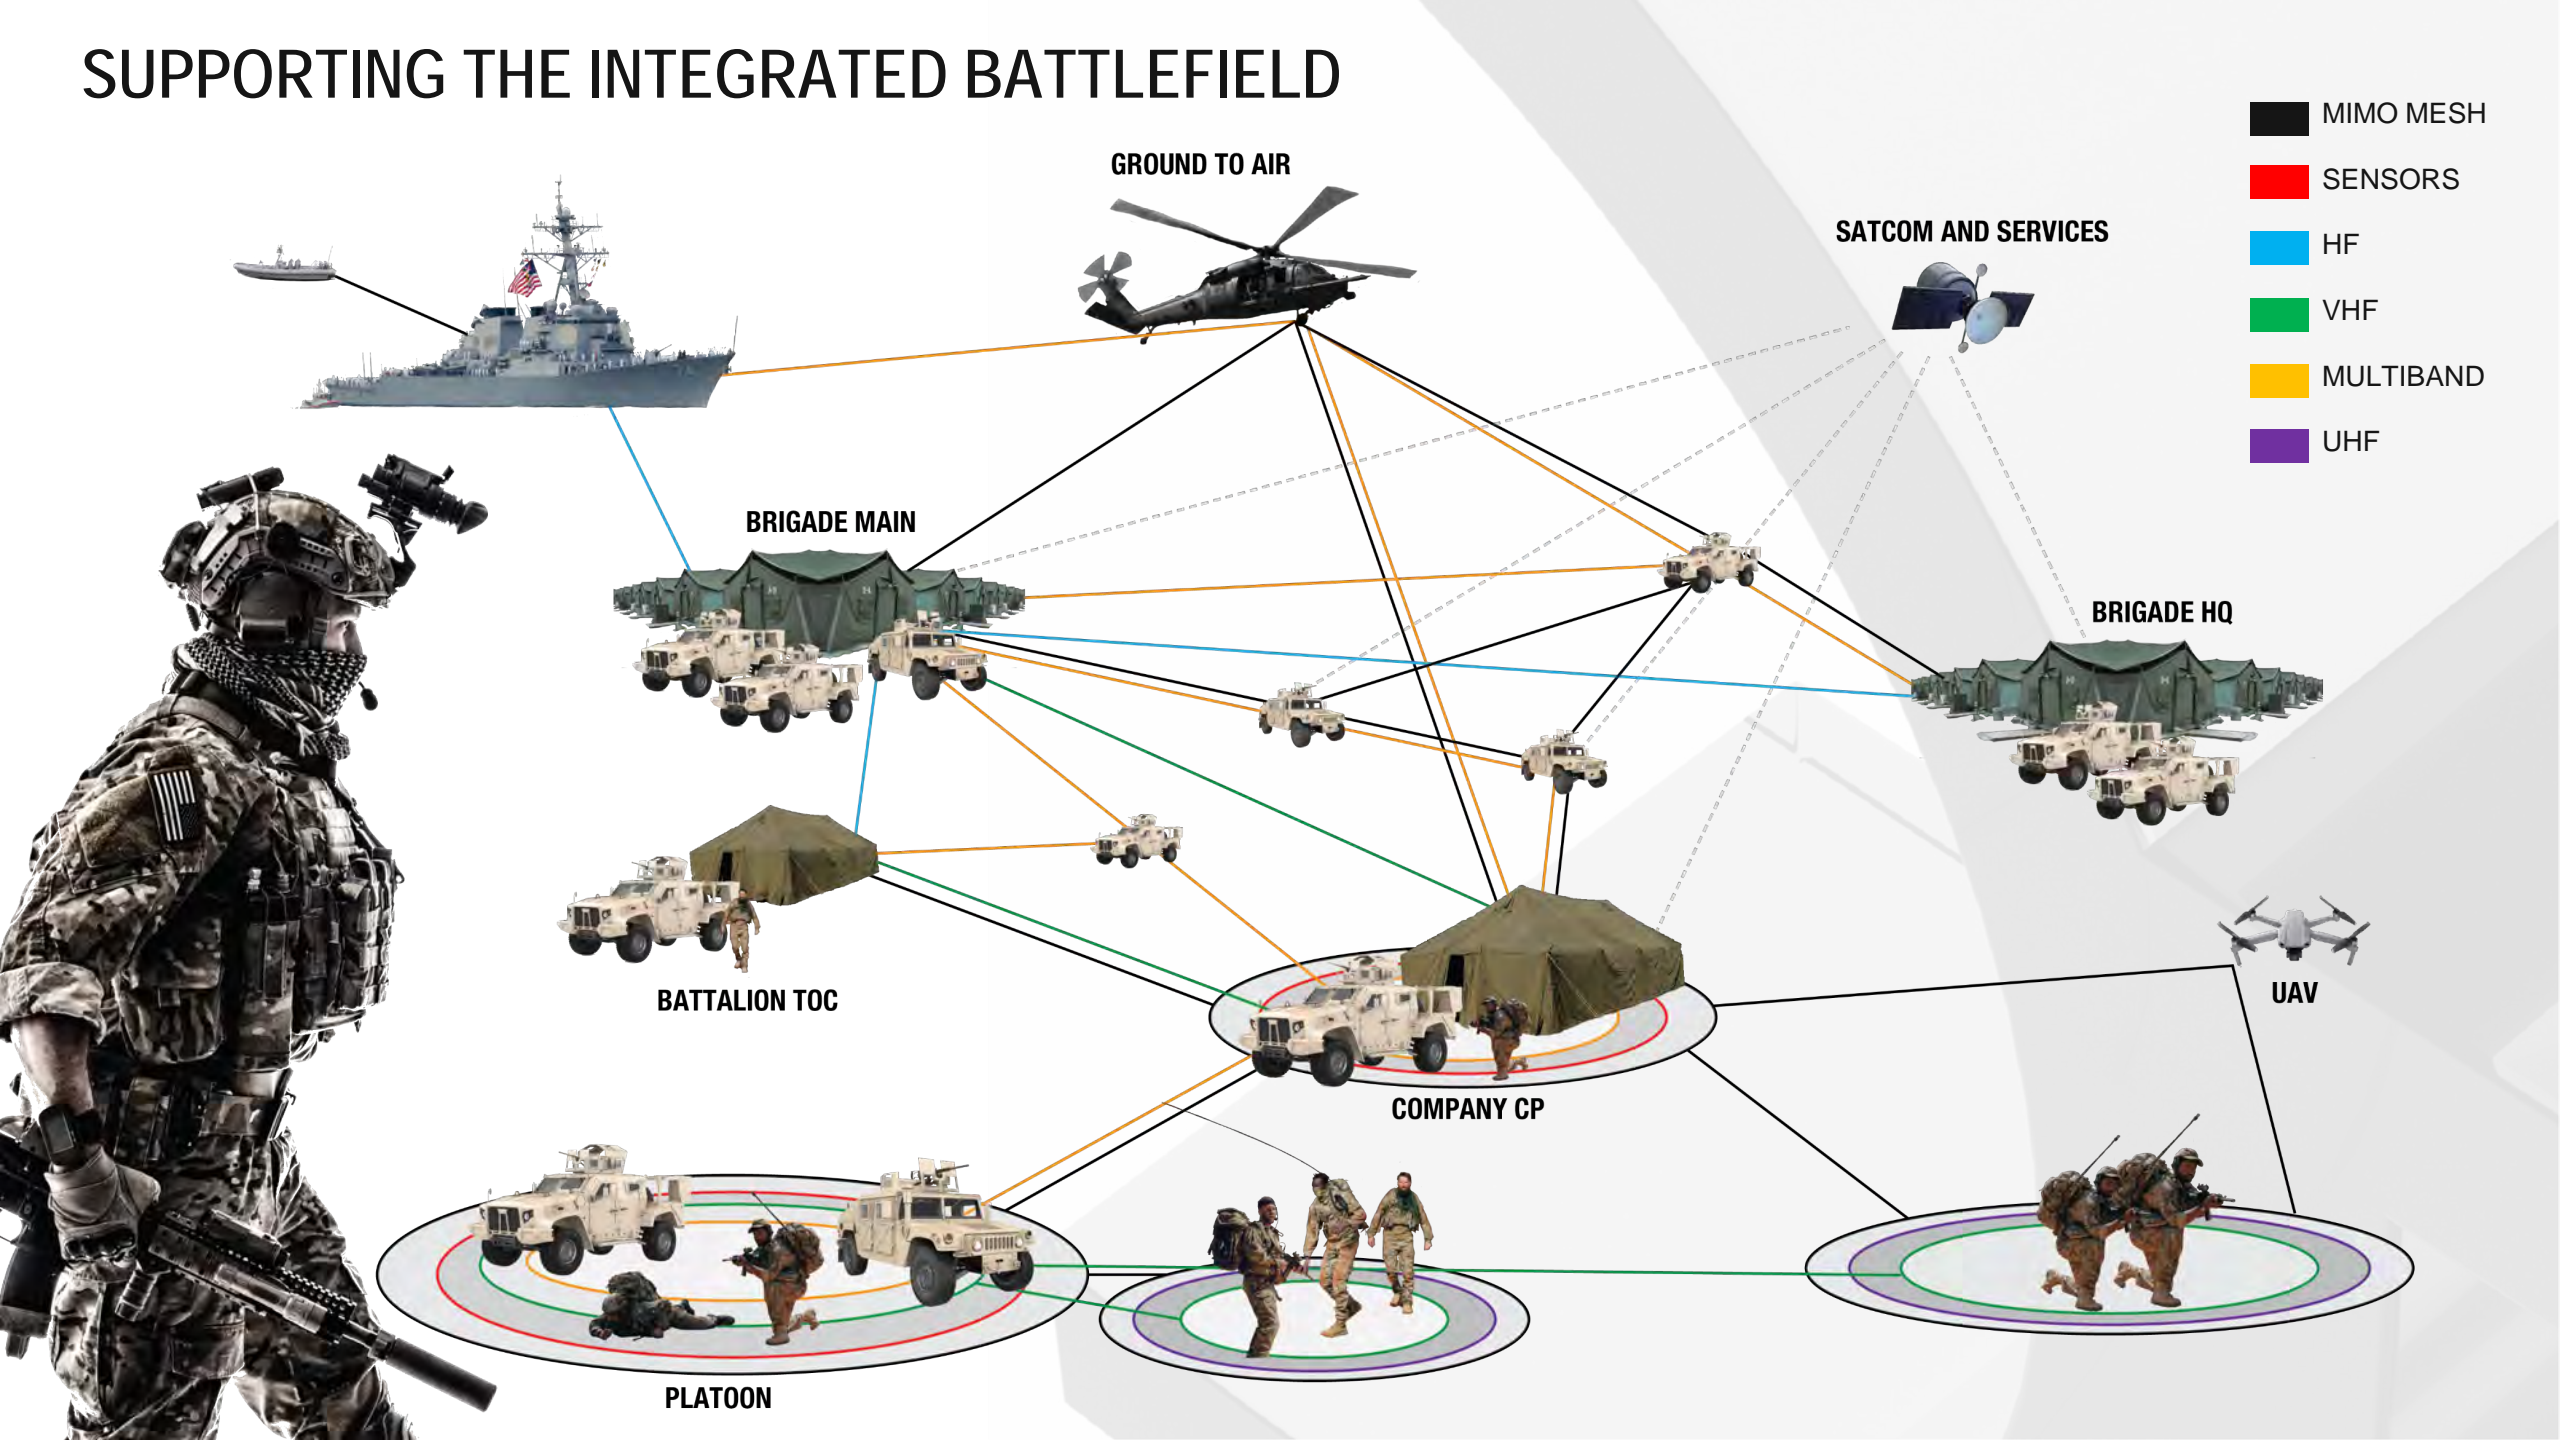 SUPPORTING THE INTEGRATED BATTLEFIELD
MIMO MESH
SENSORS
HF
VHF
MULTIBAND
UHF
GROUND TO AIR
SATCOM AND SERVICES
BRIGADE MAIN
BRIGADE HQ
BATTALION TOC
UAV
COMPANY CP
PLATOON